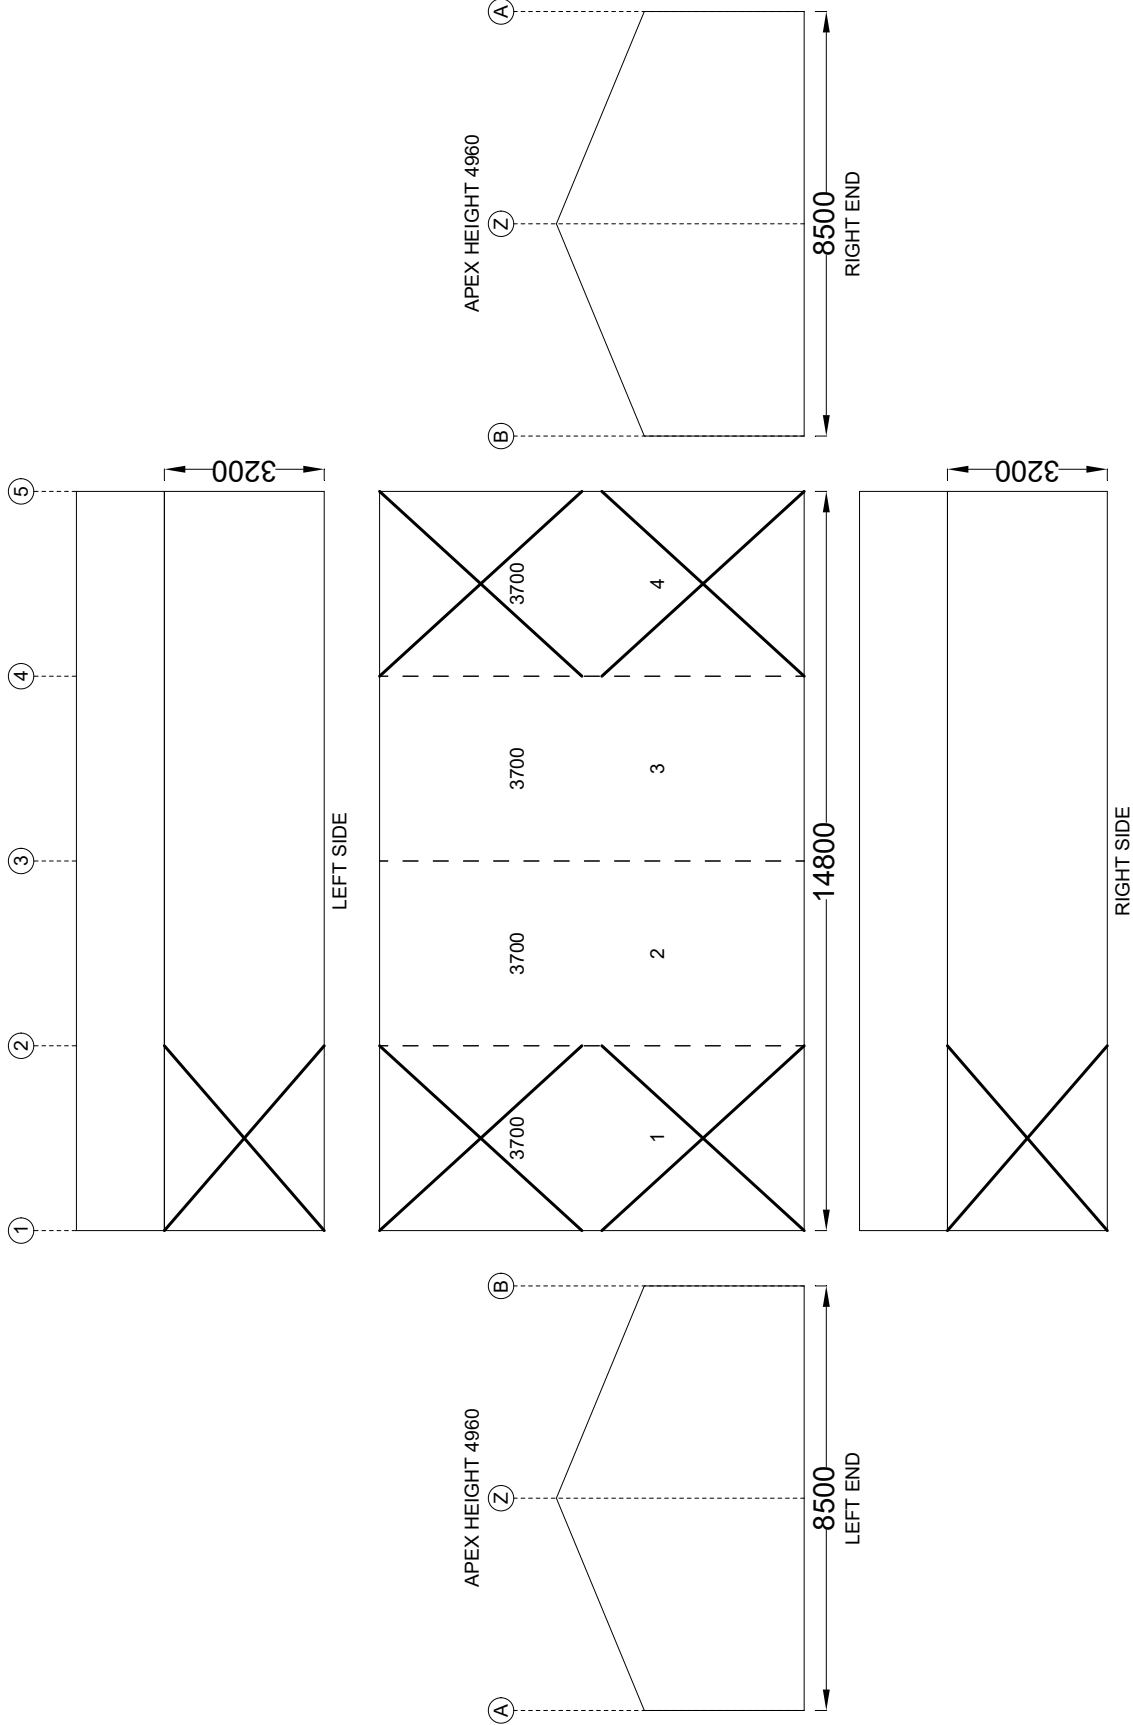 1 2 3 4 5
3200
LEFT SIDE
APEX HEIGHT 4960
APEX HEIGHT 4960
A Z B
B Z A
3700 3700 3700 3700
1 2 3 4
8500
14800
8500
LEFT END
RIGHT END
3200
RIGHT SIDE